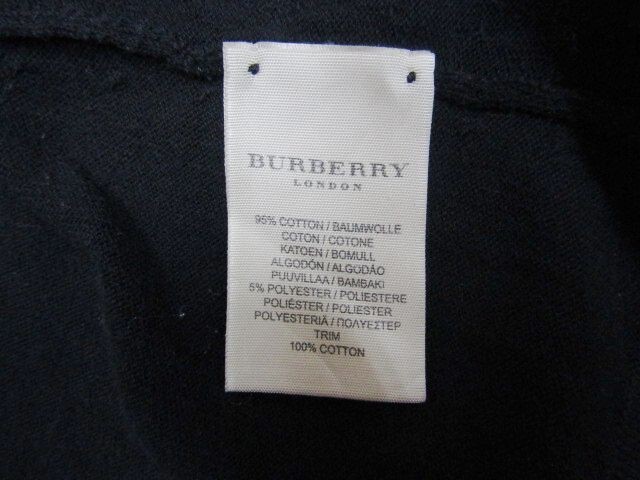 BURBERRY
LONDON
95% COTTON / BAUMWOLLE
COTON / COTONE
KATOEN / BOMULL
ALGODÓN / ALGODÃO
PUUVILLAA / BAMBAKI
5% POLYESTER / POLIESTERE
POLIÉSTER / POLIESTER
POLYESTERIÄ / ΠΟΛΥΕΣΤΕΡ
TRIM
100% COTTON